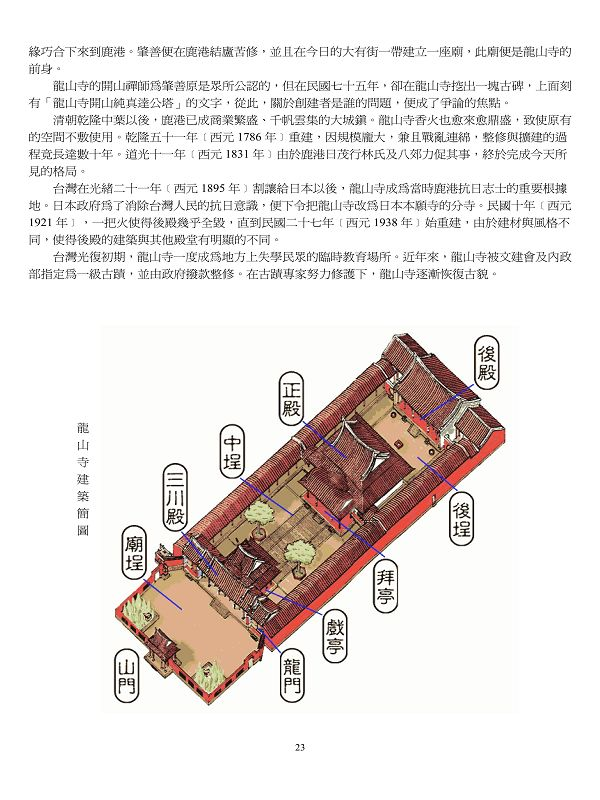 緣巧合下來到鹿港。肇善便在鹿港結廬苦修，並且在今日的大有街一帶建立一座廟，此廟便是龍山寺的
前身。
龍山寺的開山禪師為肇善原是眾所公認的，但在民國七十五年，卻在龍山寺挖出一塊古碑，上面刻
有「龍山寺開山純真達公塔」的文字，從此，關於創建者是誰的問題，便成了爭論的焦點。
清朝乾隆中葉以後，鹿港已成商業繁盛、千帆雲集的大城鎮。龍山寺香火也愈來愈鼎盛，致使原有
的空間不敷使用。乾隆五十一年﹝西元 1786 年﹞重建，因規模龐大，兼且戰亂連綿，整修與擴建的過
程竟長達數十年。道光十一年﹝西元 1831 年﹞由於鹿港日茂行林氏及八郊力促其事，終於完成今天所
見的格局。
台灣在光緒二十一年﹝西元 1895 年﹞割讓給日本以後，龍山寺成為當時鹿港抗日志士的重要根據
地。日本政府為了消除台灣人民的抗日意識，便下令把龍山寺改為日本本願寺的分寺。民國十年﹝西元
1921 年﹞，一把火使得後殿幾乎全毀，直到民國二十七年﹝西元 1938 年﹞始重建，由於建材與風格不
同，使得後殿的建築與其他殿堂有明顯的不同。
台灣光復初期，龍山寺一度成為地方上失學民眾的臨時教育場所。近年來，龍山寺被文建會及內政
部指定為一級古蹟，並由政府撥款整修。在古蹟專家努力修護下，龍山寺逐漸恢復古貌。
龍山寺建築簡圖
後殿
正殿
中埕
三川殿
廟埕
後埕
拜亭
戲亭
龍門
山門
23